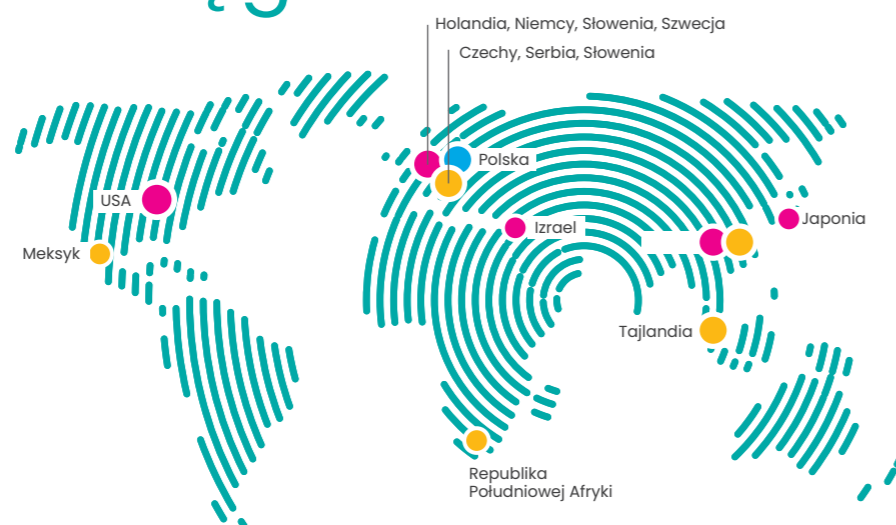 Holandia, Niemcy, Słowenia, Szwecja
Czechy, Serbia, Słowenia
Polska
USA
Izrael
Japonia
Meksyk
Tajlandia
Republika
Południowej Afryki